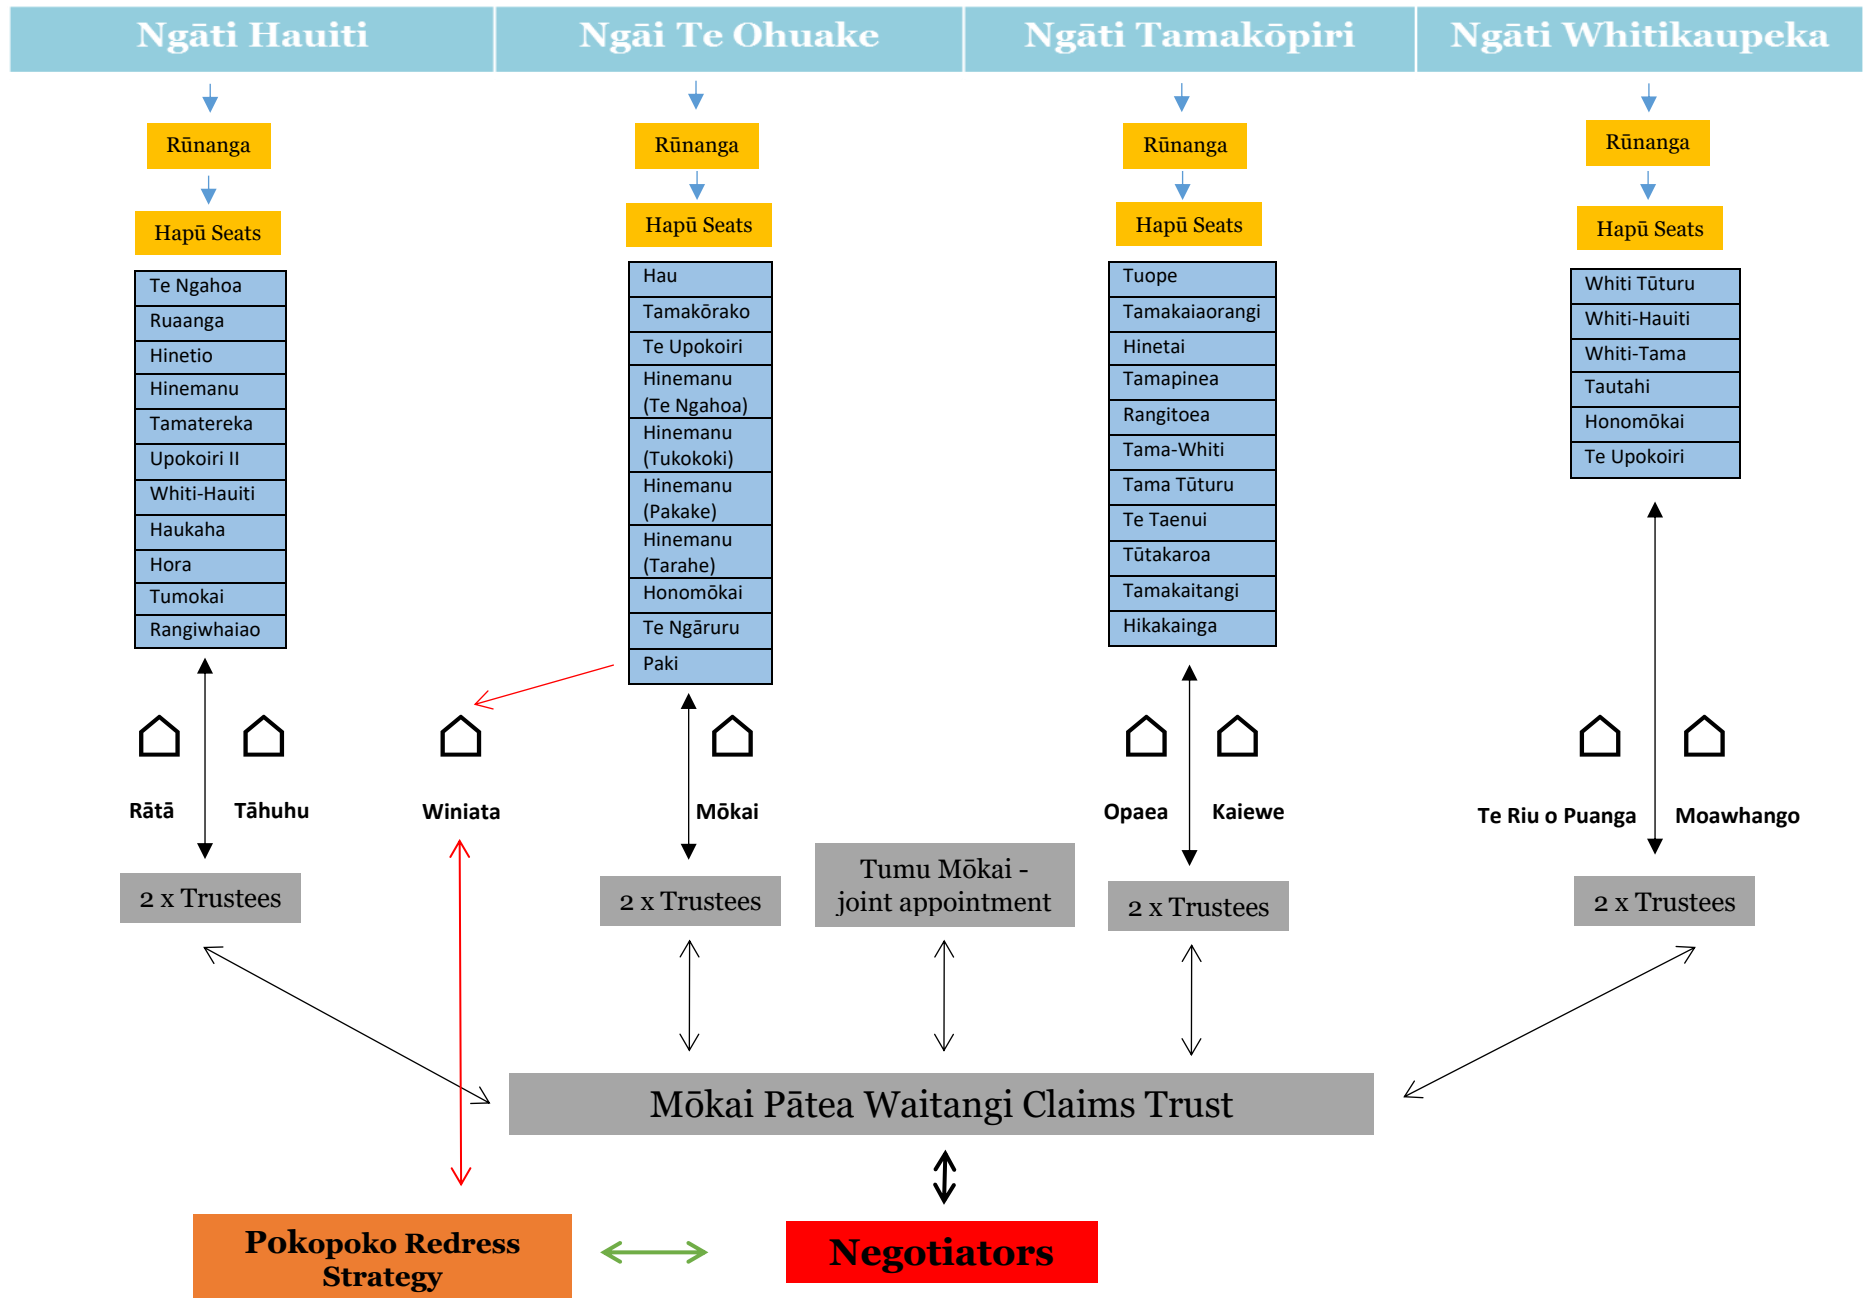 Ngāti Hauiti
Ngāi Te Ohuake
Ngāti Tamakōpiri
Ngāti Whitikaupeka
Rūnanga
Rūnanga
Rūnanga
Rūnanga
Hapū Seats
Hapū Seats
Hapū Seats
Hapū Seats
Te Ngahoa
Ruaanga
Hinetio
Hinemanu
Tamatereka
Upokoiri II
Whiti-Hauiti
Haukaha
Hora
Tumokai
Rangiwhaiao
Hau
Tamakōrako
Te Upokoiri
Hinemanu
(Te Ngahoa)
Hinemanu
(Tukokoki)
Hinemanu
(Pakake)
Hinemanu
(Tarahe)
Honomōkai
Te Ngāruru
Paki
Tuope
Tamakaiaorangi
Hinetai
Tamapinea
Rangitoea
Tama-Whiti
Tama Tūturu
Te Taenui
Tūtakaroa
Tamakaitangi
Hikakainga
Whiti Tūturu
Whiti-Hauiti
Whiti-Tama
Tautahi
Honomōkai
Te Upokoiri
Rātā
Tāhuhu
Winiata
Mōkai
Opaea
Kaiewe
Te Riu o Puanga
Moawhango
2 x Trustees
2 x Trustees
Tumu Mōkai -
joint appointment
2 x Trustees
2 x Trustees
Mōkai Pātea Waitangi Claims Trust
Pokopoko Redress
Strategy
Negotiators